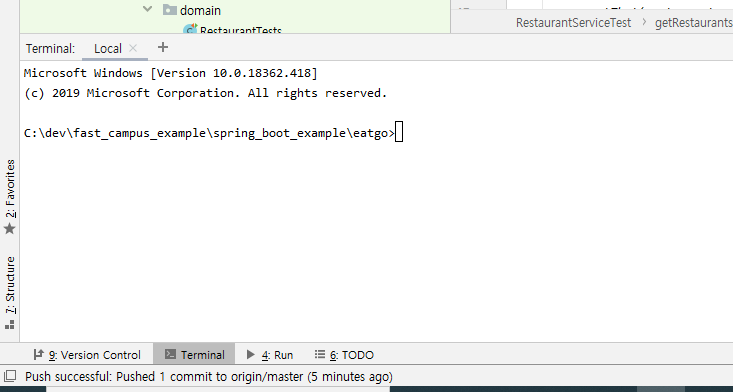 domain
RestaurantTests
RestaurantServiceTest > getRestaurants
Terminal: Local × +
Microsoft Windows [Version 10.0.18362.418]
(c) 2019 Microsoft Corporation. All rights reserved.
C:\dev\fast_campus_example\spring_boot_example\eatgo>
2: Favorites
7: Structure
9: Version Control
Terminal
4: Run
6: TODO
Push successful: Pushed 1 commit to origin/master (5 minutes ago)